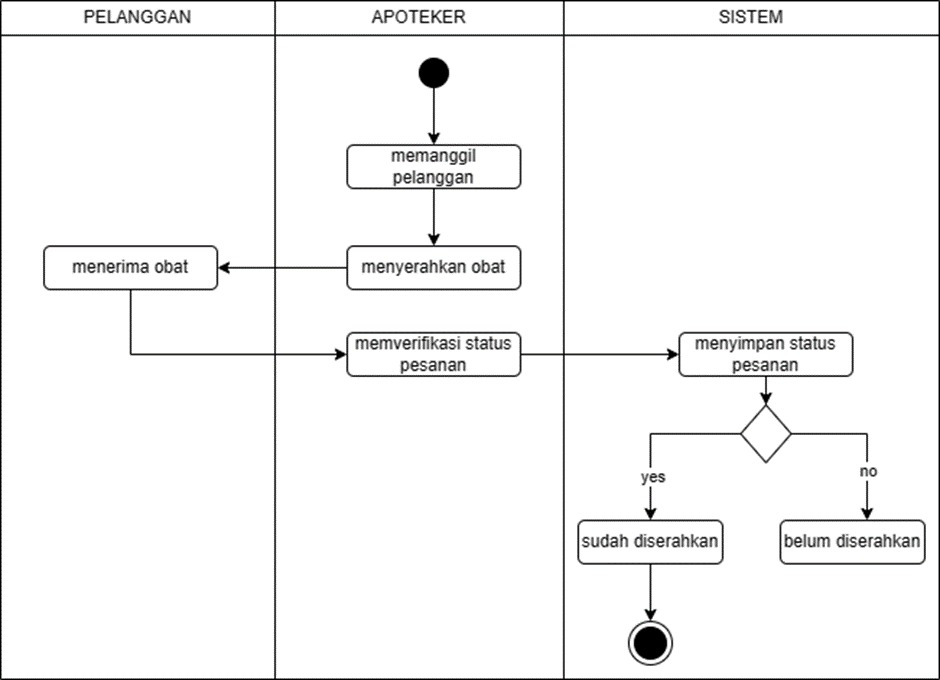 PELANGGAN
APOTEKER
SISTEM
memanggil
pelanggan
menerima obat
menyerahkan obat
memverifikasi status
pesanan
menyimpan status
pesanan
yes
no
sudah diserahkan
belum diserahkan